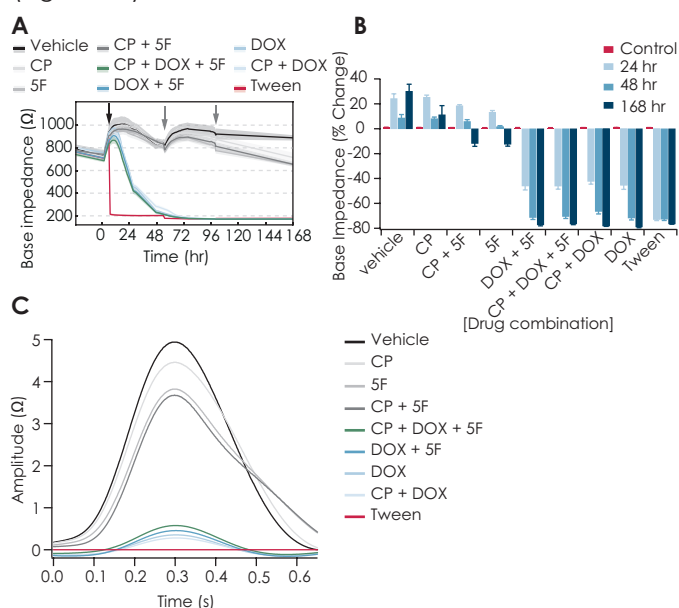 A
Vehicle
CP + 5F
DOX
CP
CP + DOX + 5F
CP + DOX
5F
DOX + 5F
Tween
Base impedance (Ω)
1000
800
600
400
200
0 24 48 72 96 120 144 168
Time (hr)
B
Control
24 hr
48 hr
168 hr
Base Impedance (% Change)
40
20
0
-20
-40
-60
-80
vehicle
CP
CP + 5F
5F
DOX + 5F
CP + DOX + 5F
CP + DOX
DOX
Tween
[Drug combination]
C
Amplitude (Ω)
5
4
3
2
1
0
0.0 0.1 0.2 0.3 0.4 0.5 0.6
Time (s)
Vehicle
CP
5F
CP + 5F
CP + DOX + 5F
DOX + 5F
DOX
CP + DOX
Tween